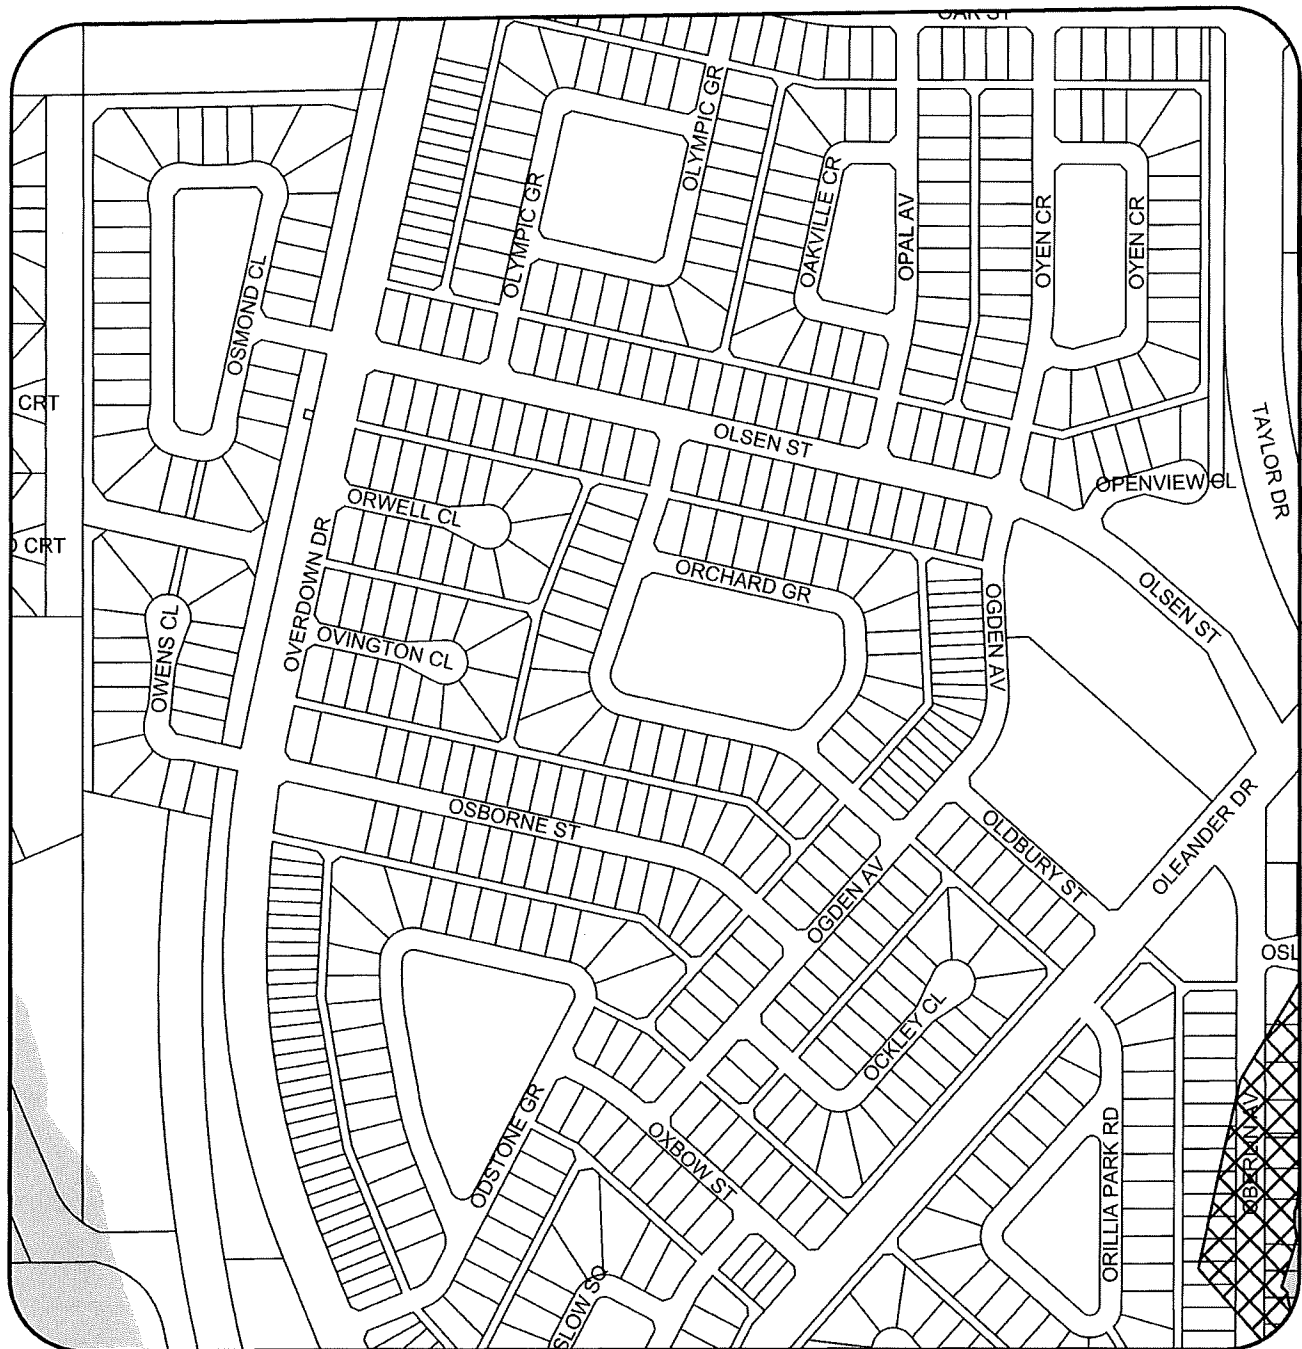 OAK ST
OLYMPIC GR
OLYMPIC GR
OAKVILLE CR
OPAL AV
OYEN CR
OYEN CR
OSMOND CL
CRT
OLSEN ST
TAYLOR DR
OPENVIEW CL
ORWELL CL
CRT
OVERDOWN DR
ORCHARD GR
OGDEN AV
OLSEN ST
OWENS CL
OVINGTON CL
OSBORNE ST
OLDBURY ST
OLEANDER DR
OGDEN AV
OSL
OCKLEY CL
ODSTONE GR
OXBOW ST
ORILLIA PARK RD
OBERLIN AV
SLOW SQ